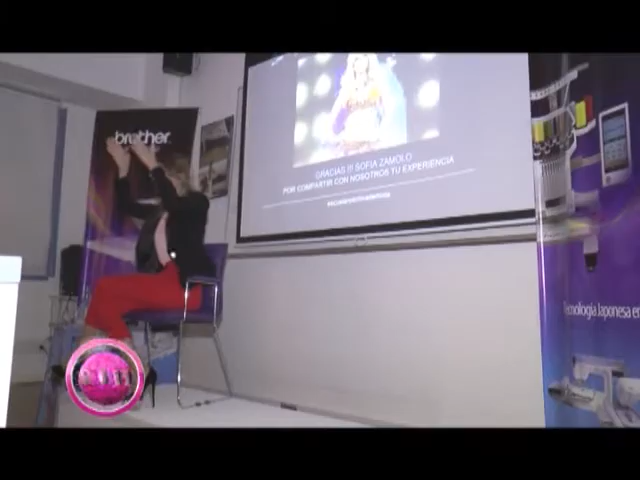 brother.
GRACIAS !!! SOFIA ZAMOLO
POR COMPARTIR CON NOSOTROS TU EXPERIENCIA
Tecnología Japonesa en